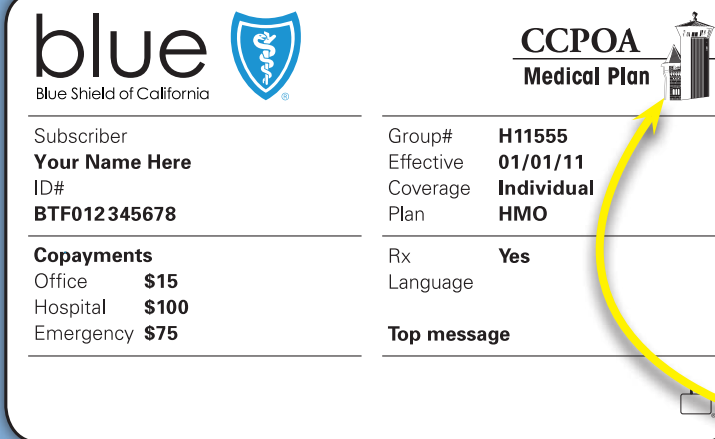 blue
Blue Shield of California
®
CCPOA
Medical Plan
Subscriber
Your Name Here
ID#
BTF012345678
Group# H11555
Effective 01/01/11
Coverage Individual
Plan HMO
Copayments
Office $15
Hospital $100
Emergency $75
Rx Yes
Language
Top message